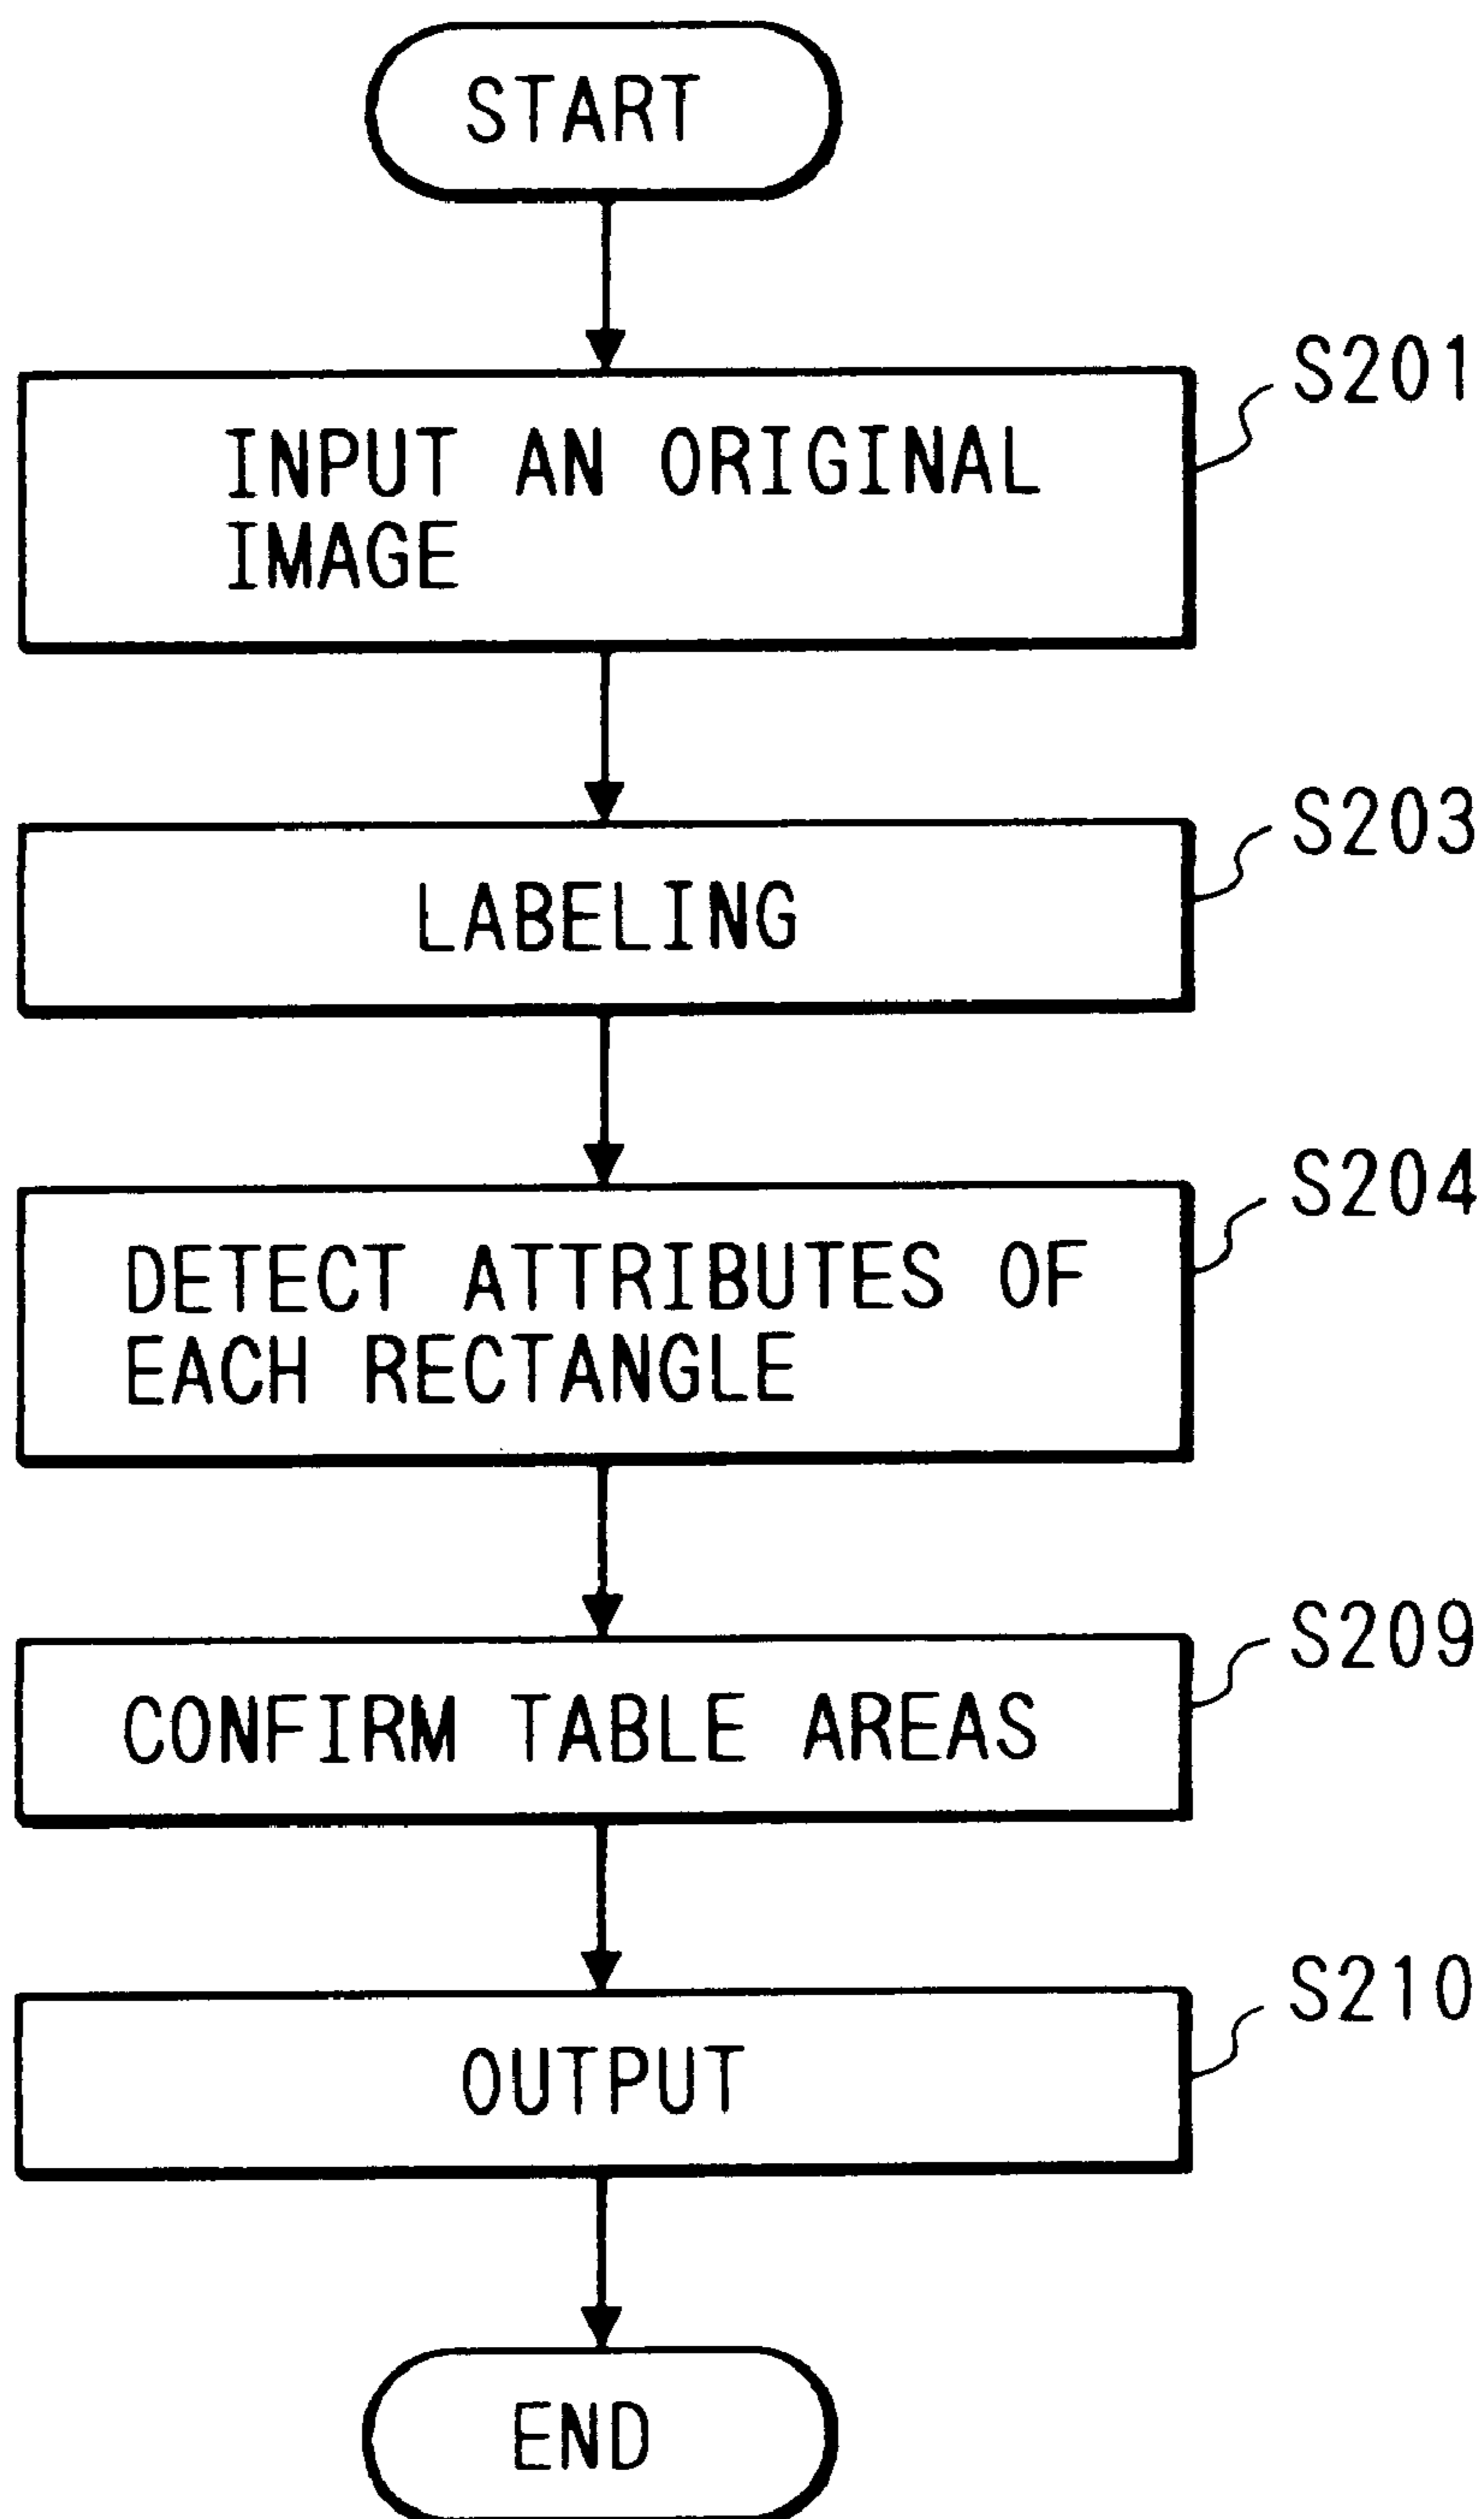 START
S201
INPUT AN ORIGINAL
IMAGE
S203
LABELING
S204
DETECT ATTRIBUTES OF
EACH RECTANGLE
S209
CONFIRM TABLE AREAS
S210
OUTPUT
END